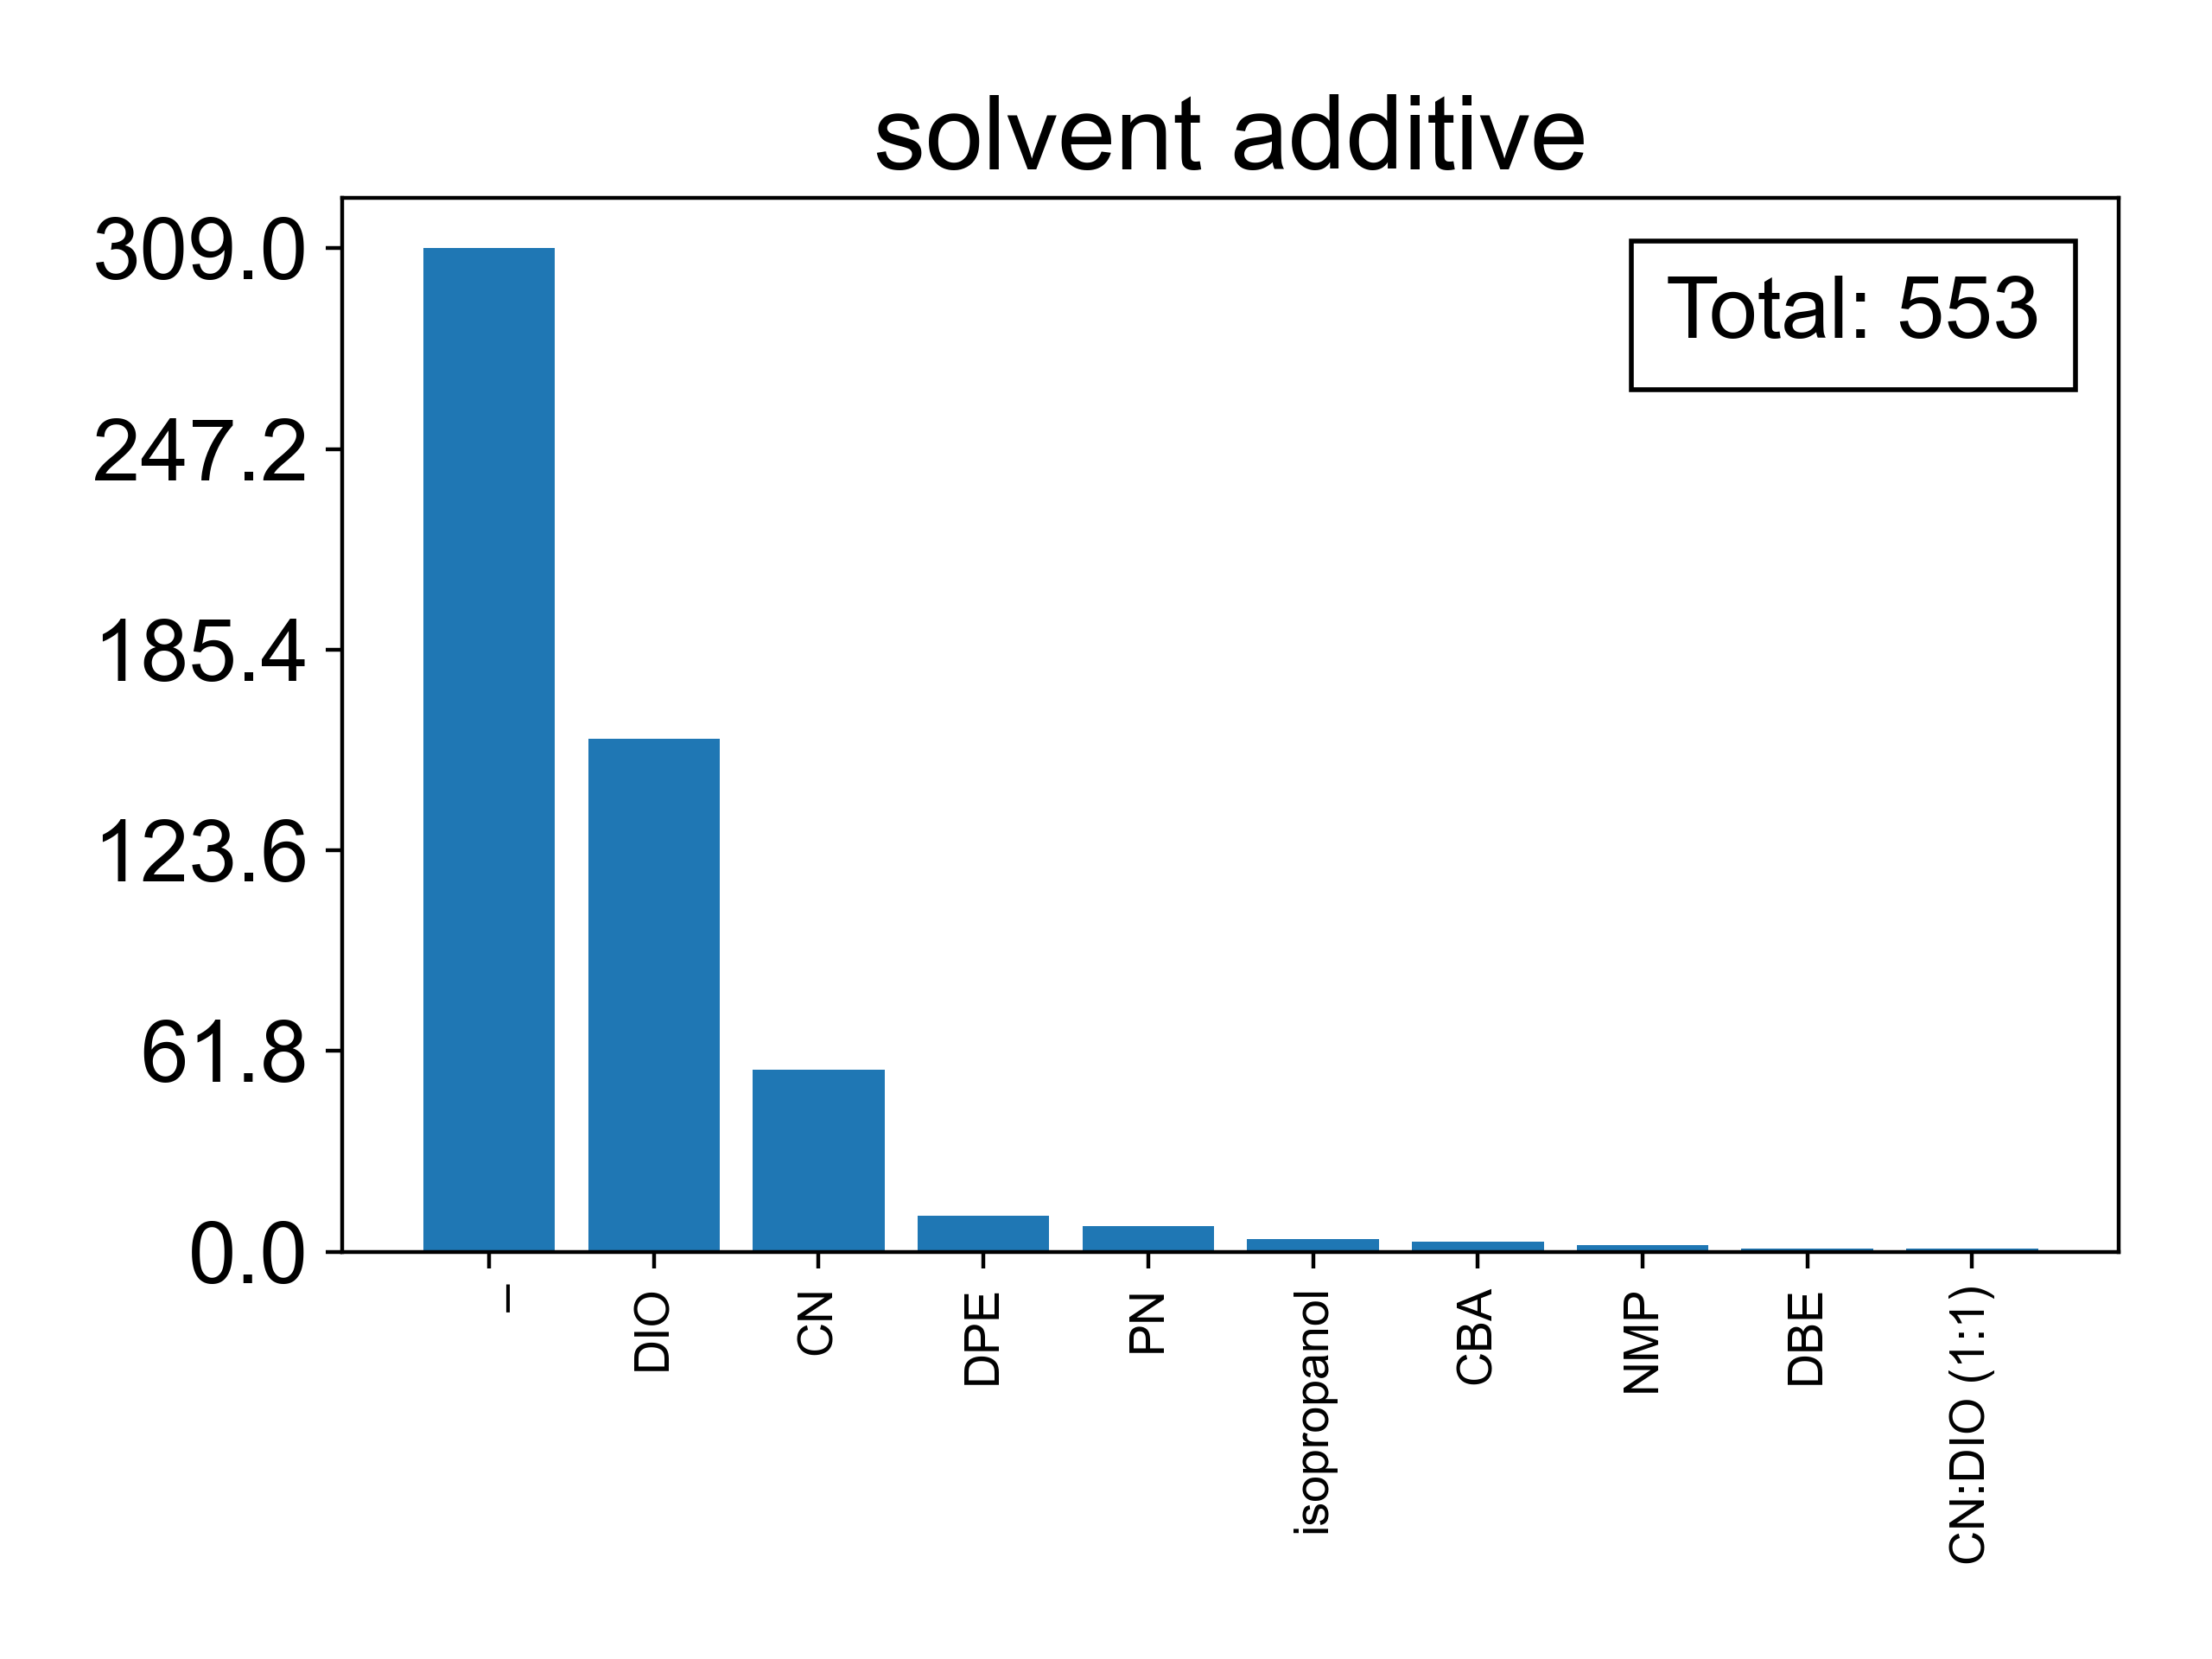 solvent additive
Total: 553
309.0
247.2
185.4
123.6
61.8
0.0
–
DIO
CN
DPE
PN
isopropanol
CBA
NMP
DBE
CN:DIO (1:1)